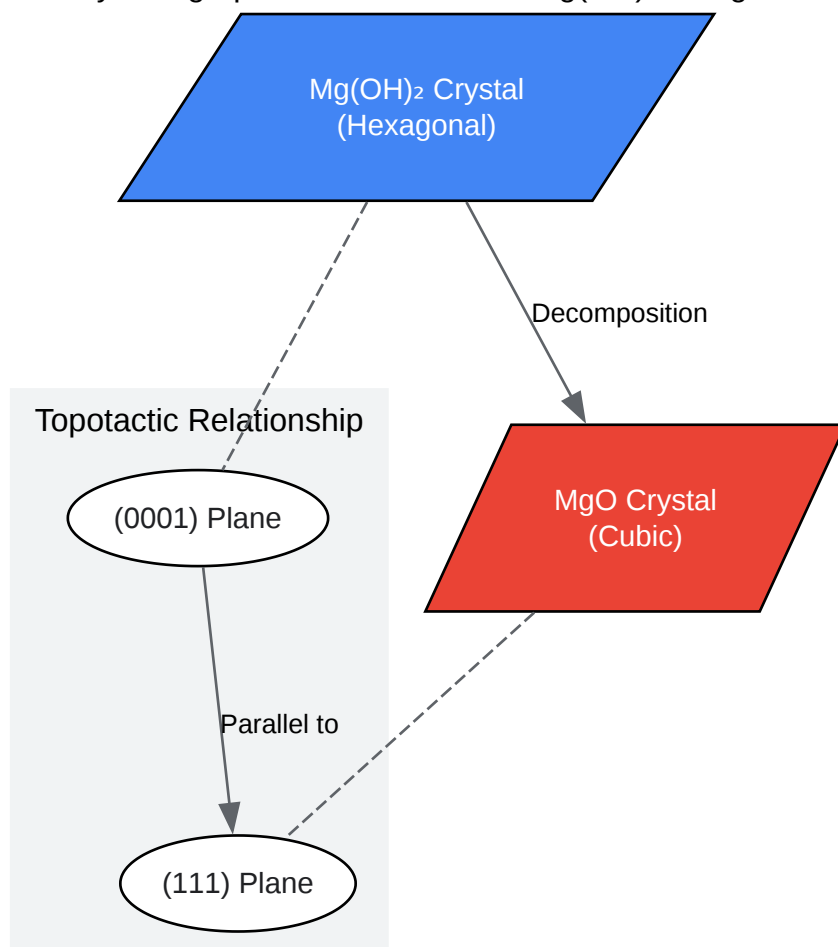 Mg(OH)₂ Crystal
(Hexagonal)
Decomposition
Topotactic Relationship
(0001) Plane
MgO Crystal
(Cubic)
Parallel to
(111) Plane